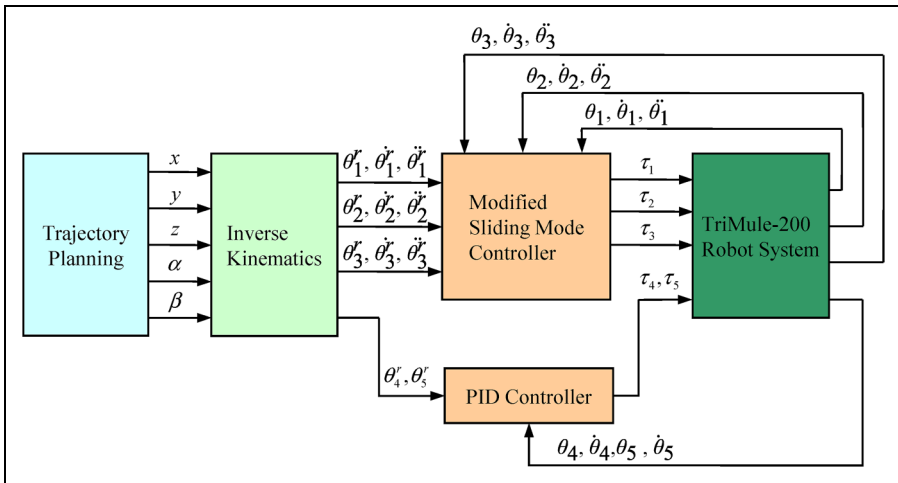 θ₃, θ̇₃, θ̈₃
θ₂, θ̇₂, θ̈₂
θ₁, θ̇₁, θ̈₁
Trajectory
Planning
x
y
z
α
β
Inverse
Kinematics
θ₁ʳ, θ̇₁ʳ, θ̈₁ʳ
θ₂ʳ, θ̇₂ʳ, θ̈₂ʳ
θ₃ʳ, θ̇₃ʳ, θ̈₃ʳ
Modified
Sliding Mode
Controller
τ₁
τ₂
τ₃
τ₄, τ₅
TriMule-200
Robot System
θ₄ʳ, θ₅ʳ
PID Controller
θ₄, θ̇₄,θ₅ , θ̇₅